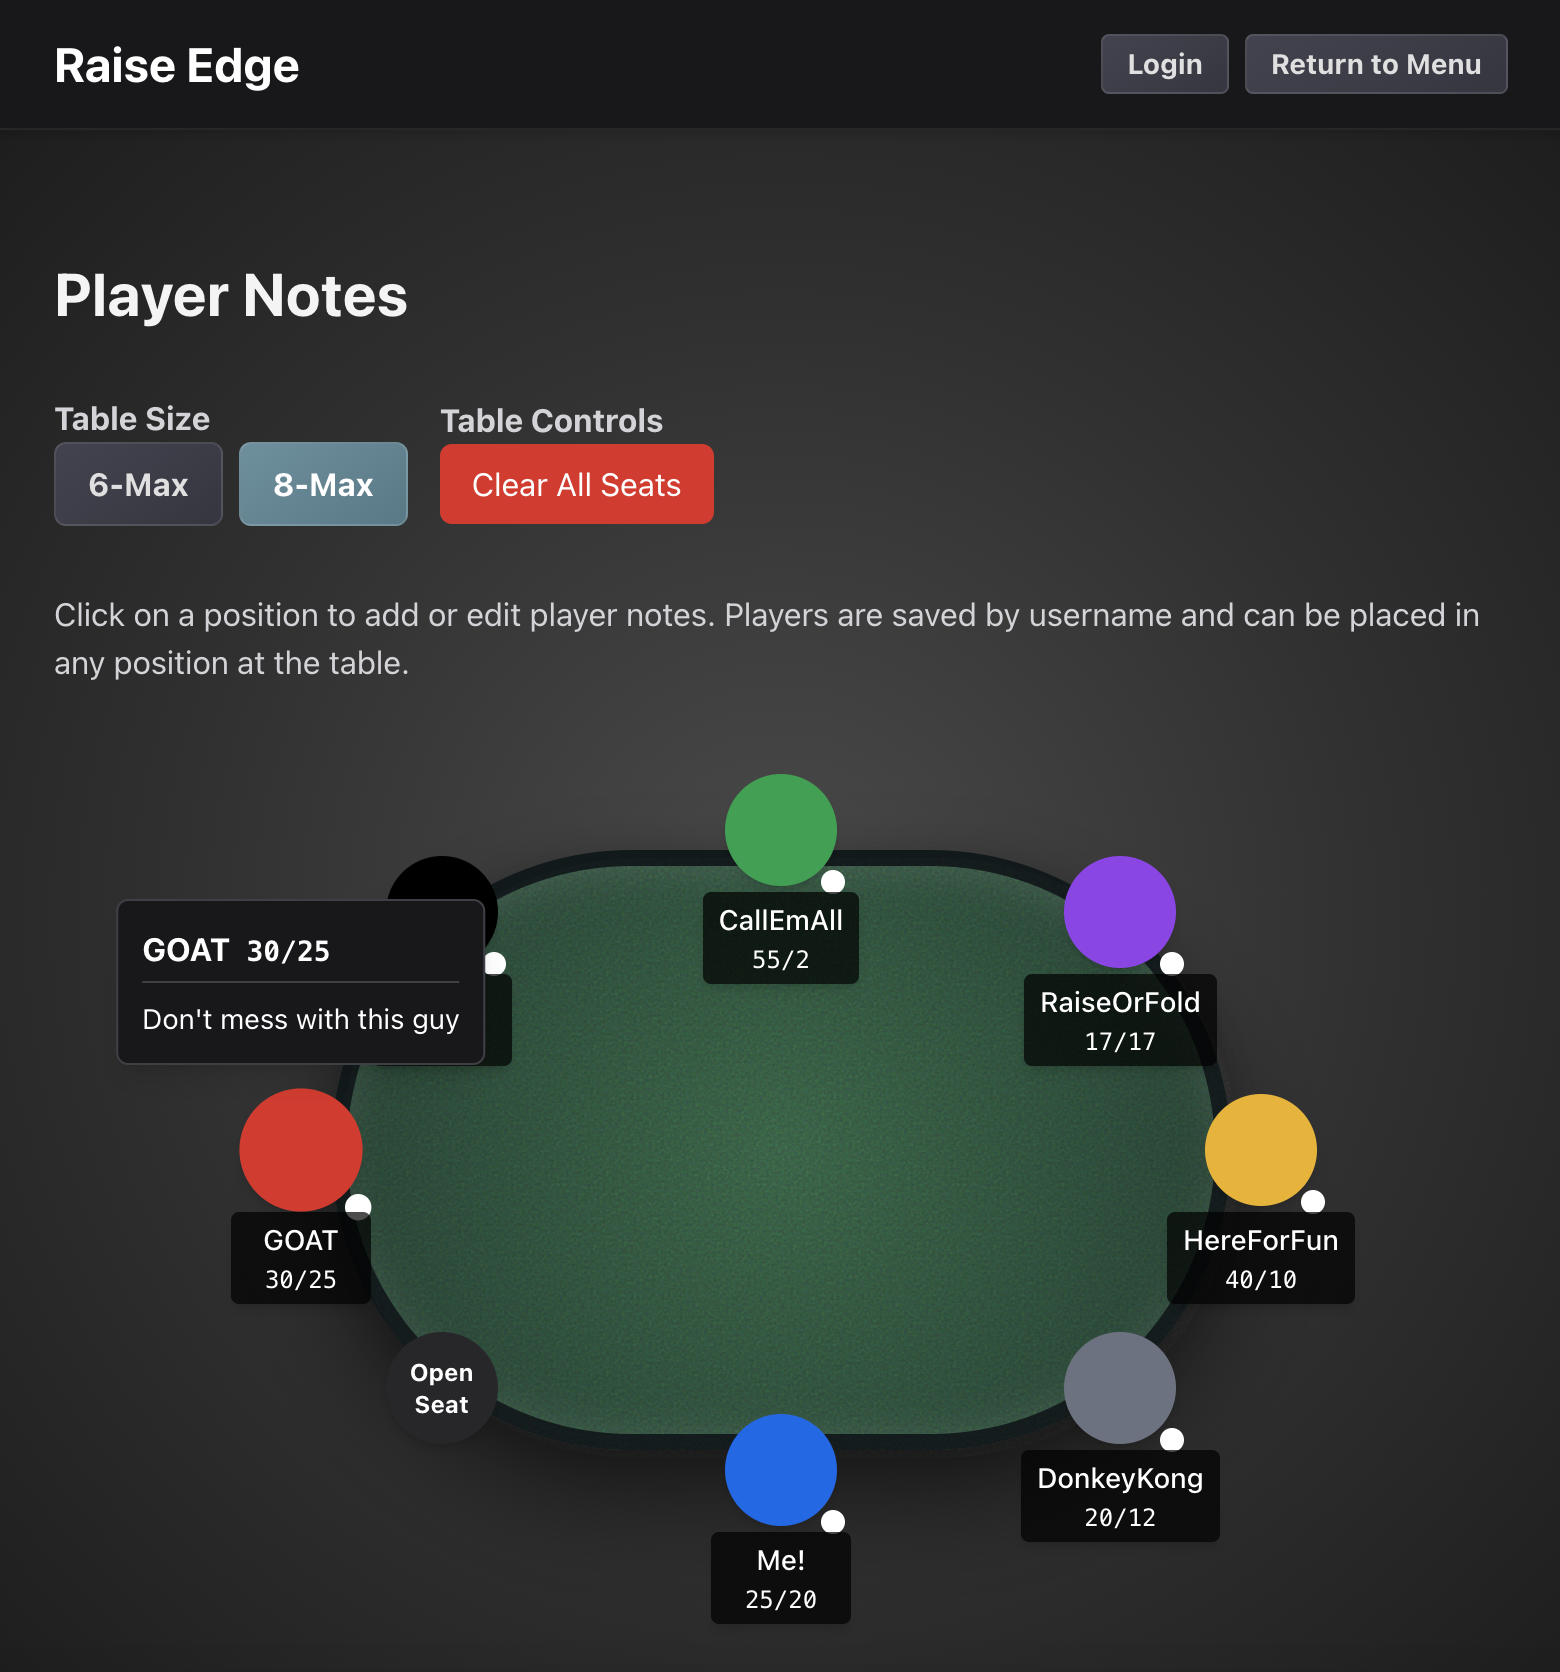 Raise Edge
Login
Return to Menu
Player Notes
Table Size
Table Controls
6-Max
8-Max
Clear All Seats
Click on a position to add or edit player notes. Players are saved by username and can be placed in
any position at the table.
CallEmAll
55/2
GOAT 30/25
Don't mess with this guy
RaiseOrFold
17/17
GOAT
30/25
HereForFun
40/10
Open
Seat
DonkeyKong
20/12
Me!
25/20